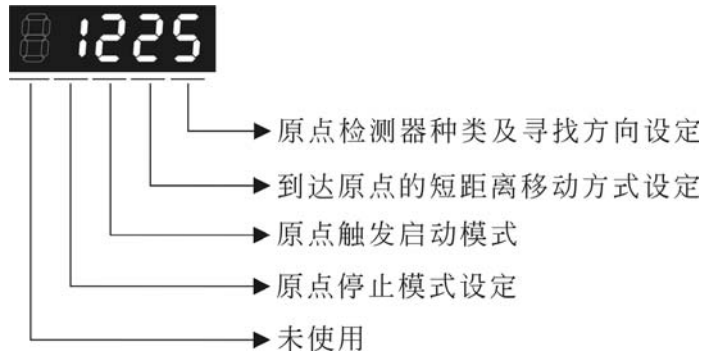 1225
原点检测器种类及寻找方向设定
到达原点的短距离移动方式设定
原点触发启动模式
原点停止模式设定
未使用